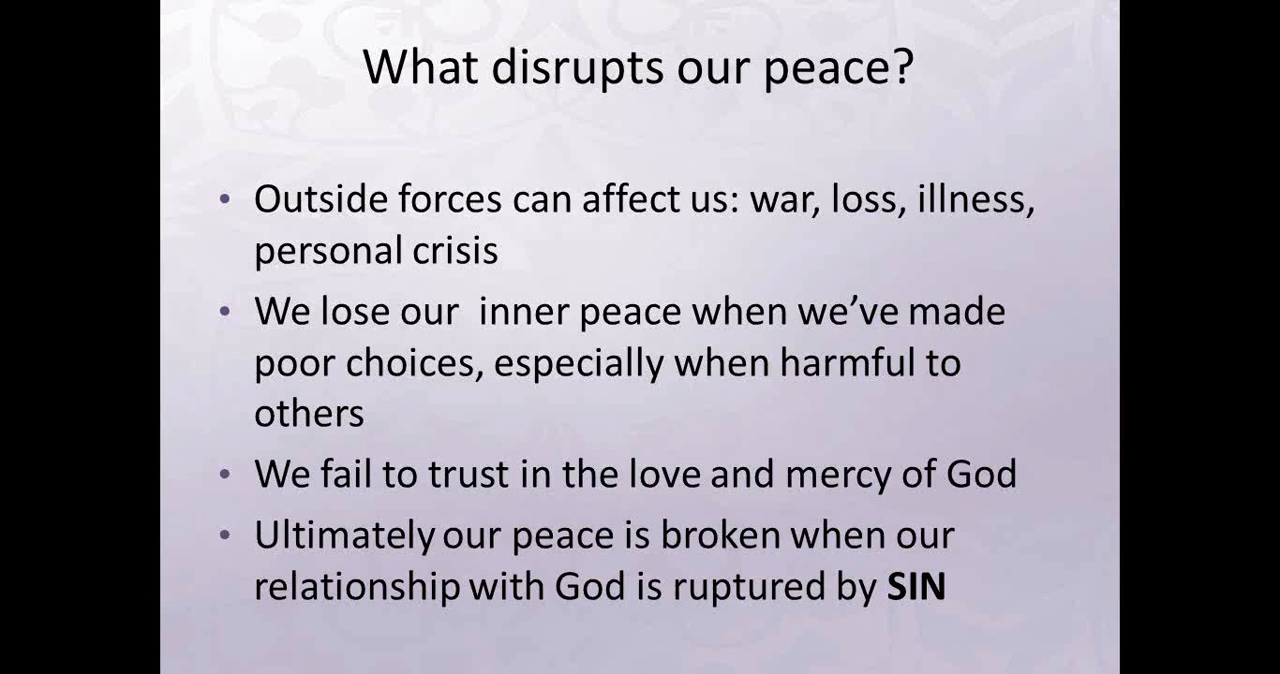 What disrupts our peace?
• Outside forces can affect us: war, loss, illness,
personal crisis
• We lose our  inner peace when we’ve made
poor choices, especially when harmful to
others
• We fail to trust in the love and mercy of God
• Ultimately our peace is broken when our
relationship with God is ruptured by SIN